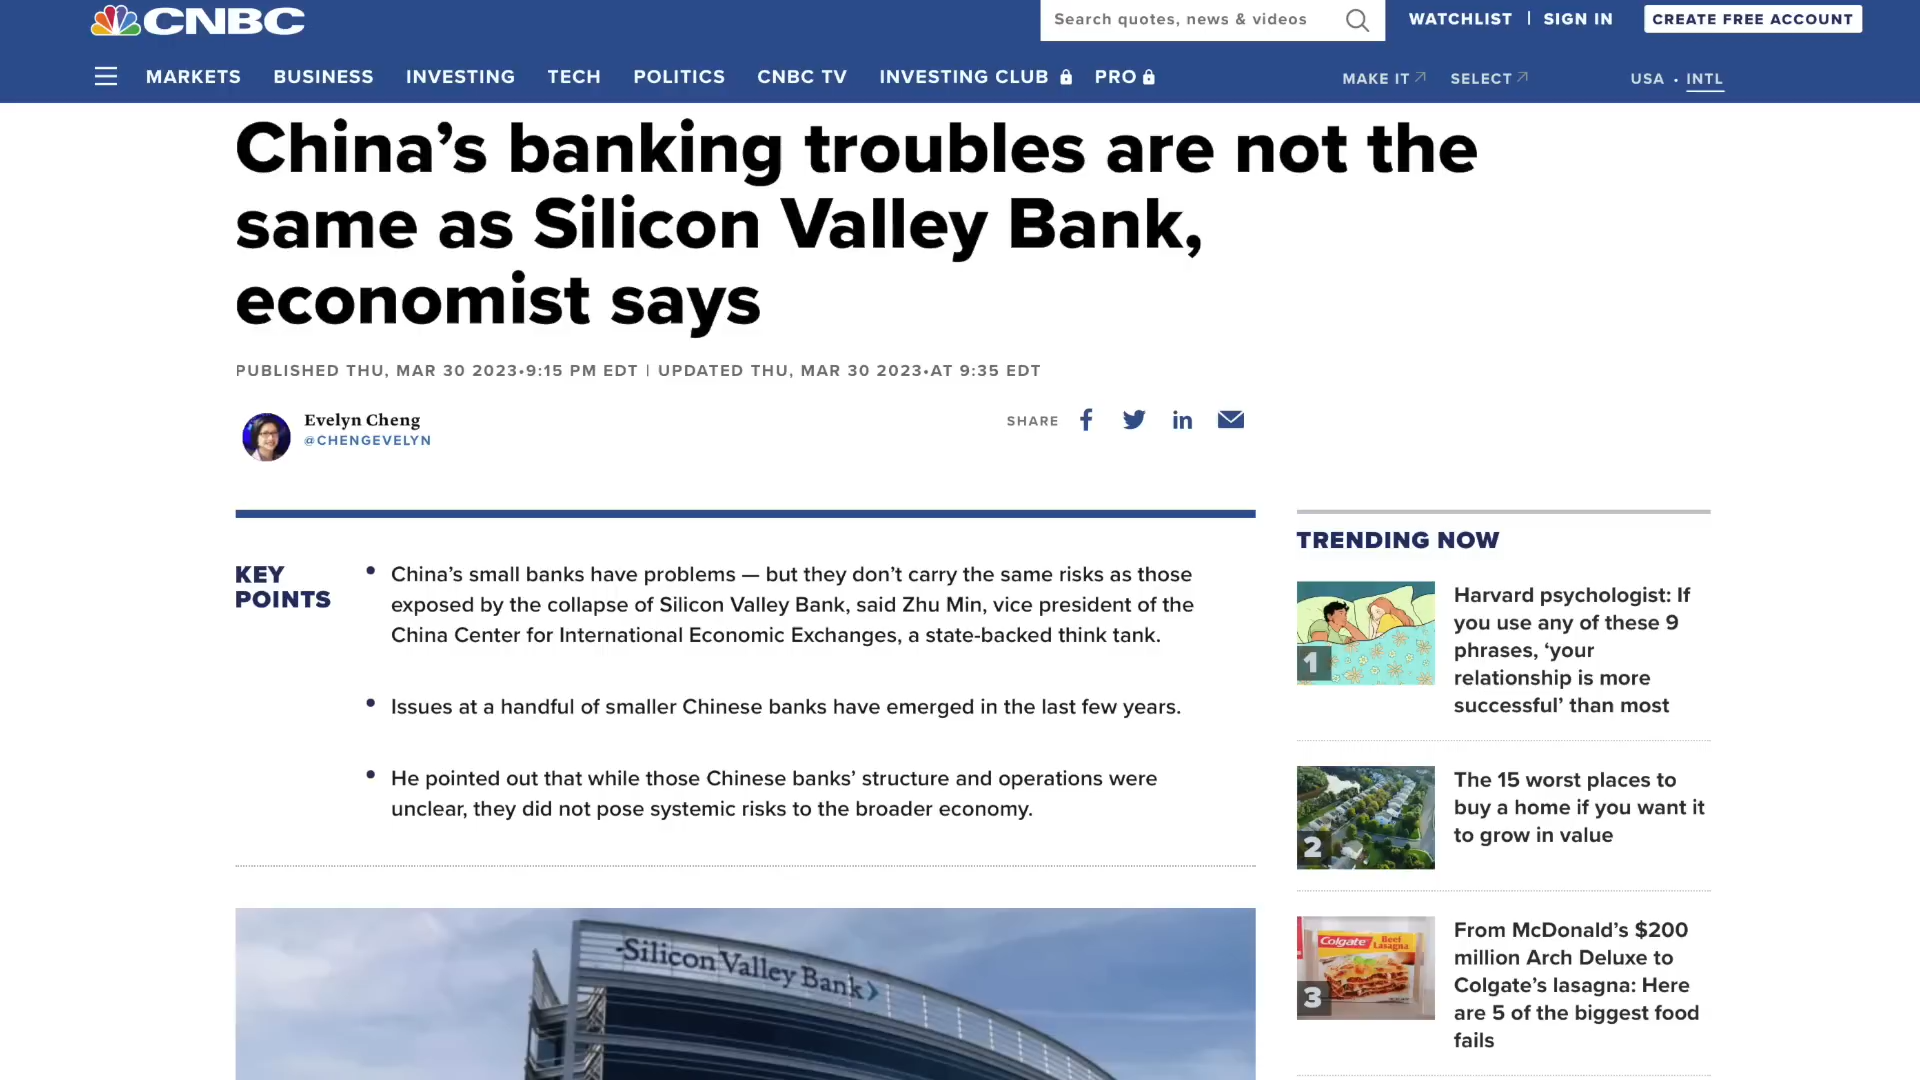 CNBC
Search quotes, news & videos
WATCHLIST | SIGN IN
CREATE FREE ACCOUNT
MARKETS BUSINESS INVESTING TECH POLITICS CNBC TV INVESTING CLUB PRO
MAKE IT SELECT
USA • INTL
China’s banking troubles are not the
same as Silicon Valley Bank,
economist says
PUBLISHED THU, MAR 30 2023•9:15 PM EDT | UPDATED THU, MAR 30 2023•AT 9:35 EDT
Evelyn Cheng
@CHENGEVELYN
SHARE
KEY
POINTS
• China’s small banks have problems — but they don’t carry the same risks as those
exposed by the collapse of Silicon Valley Bank, said Zhu Min, vice president of the
China Center for International Economic Exchanges, a state-backed think tank.
• Issues at a handful of smaller Chinese banks have emerged in the last few years.
• He pointed out that while those Chinese banks’ structure and operations were
unclear, they did not pose systemic risks to the broader economy.
Silicon Valley Bank
TRENDING NOW
1
Harvard psychologist: If
you use any of these 9
phrases, ‘your
relationship is more
successful’ than most
2
The 15 worst places to
buy a home if you want it
to grow in value
Colgate
Beef
Lasagna
3
From McDonald’s $200
million Arch Deluxe to
Colgate’s lasagna: Here
are 5 of the biggest food
fails